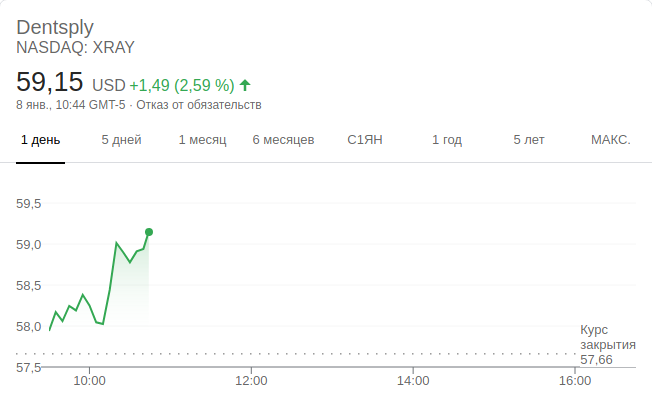 Dentsply
NASDAQ: XRAY
59,15 USD +1,49 (2,59 %)
8 янв., 10:44 GMT-5 · Отказ от обязательств
1 день 5 дней 1 месяц 6 месяцев С1ЯН 1 год 5 лет МАКС.
59,5
59,0
58,5
58,0
57,5
Курс
закрытия
57,66
10:00 12:00 14:00 16:00